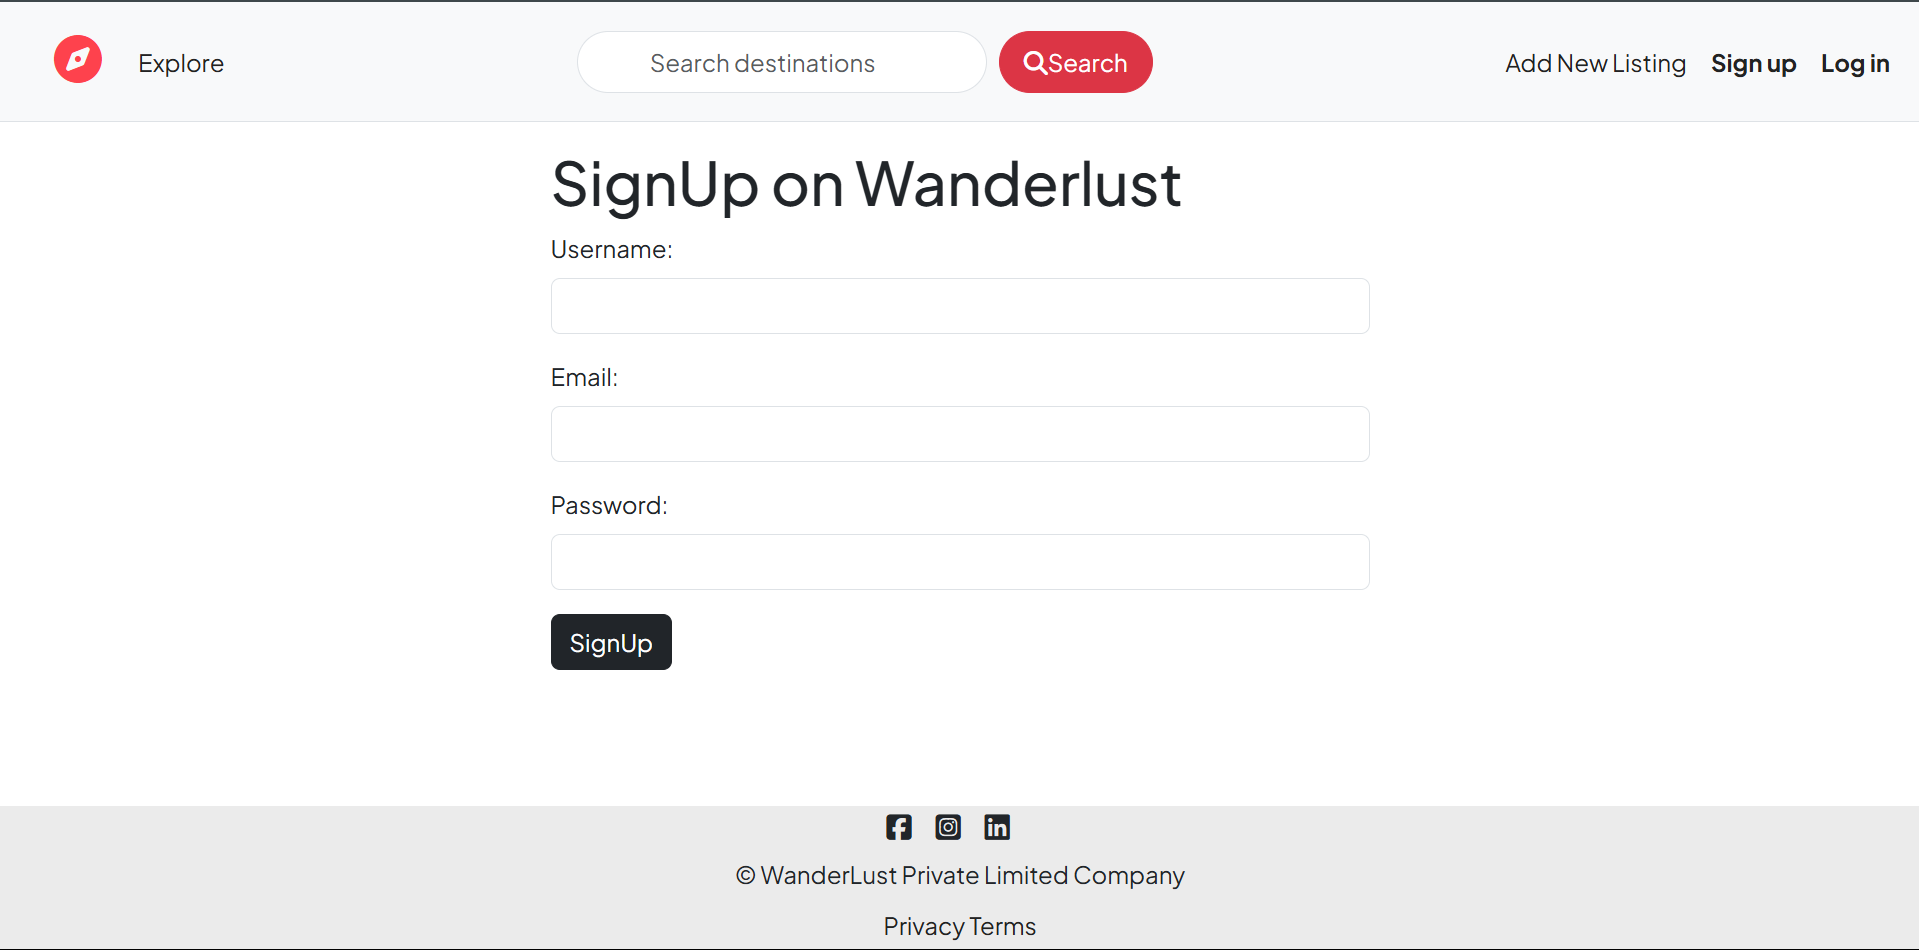 Explore Search destinations Search Add New Listing Sign up Log in
SignUp on Wanderlust
Username:
Email:
Password:
SignUp
© WanderLust Private Limited Company
Privacy Terms